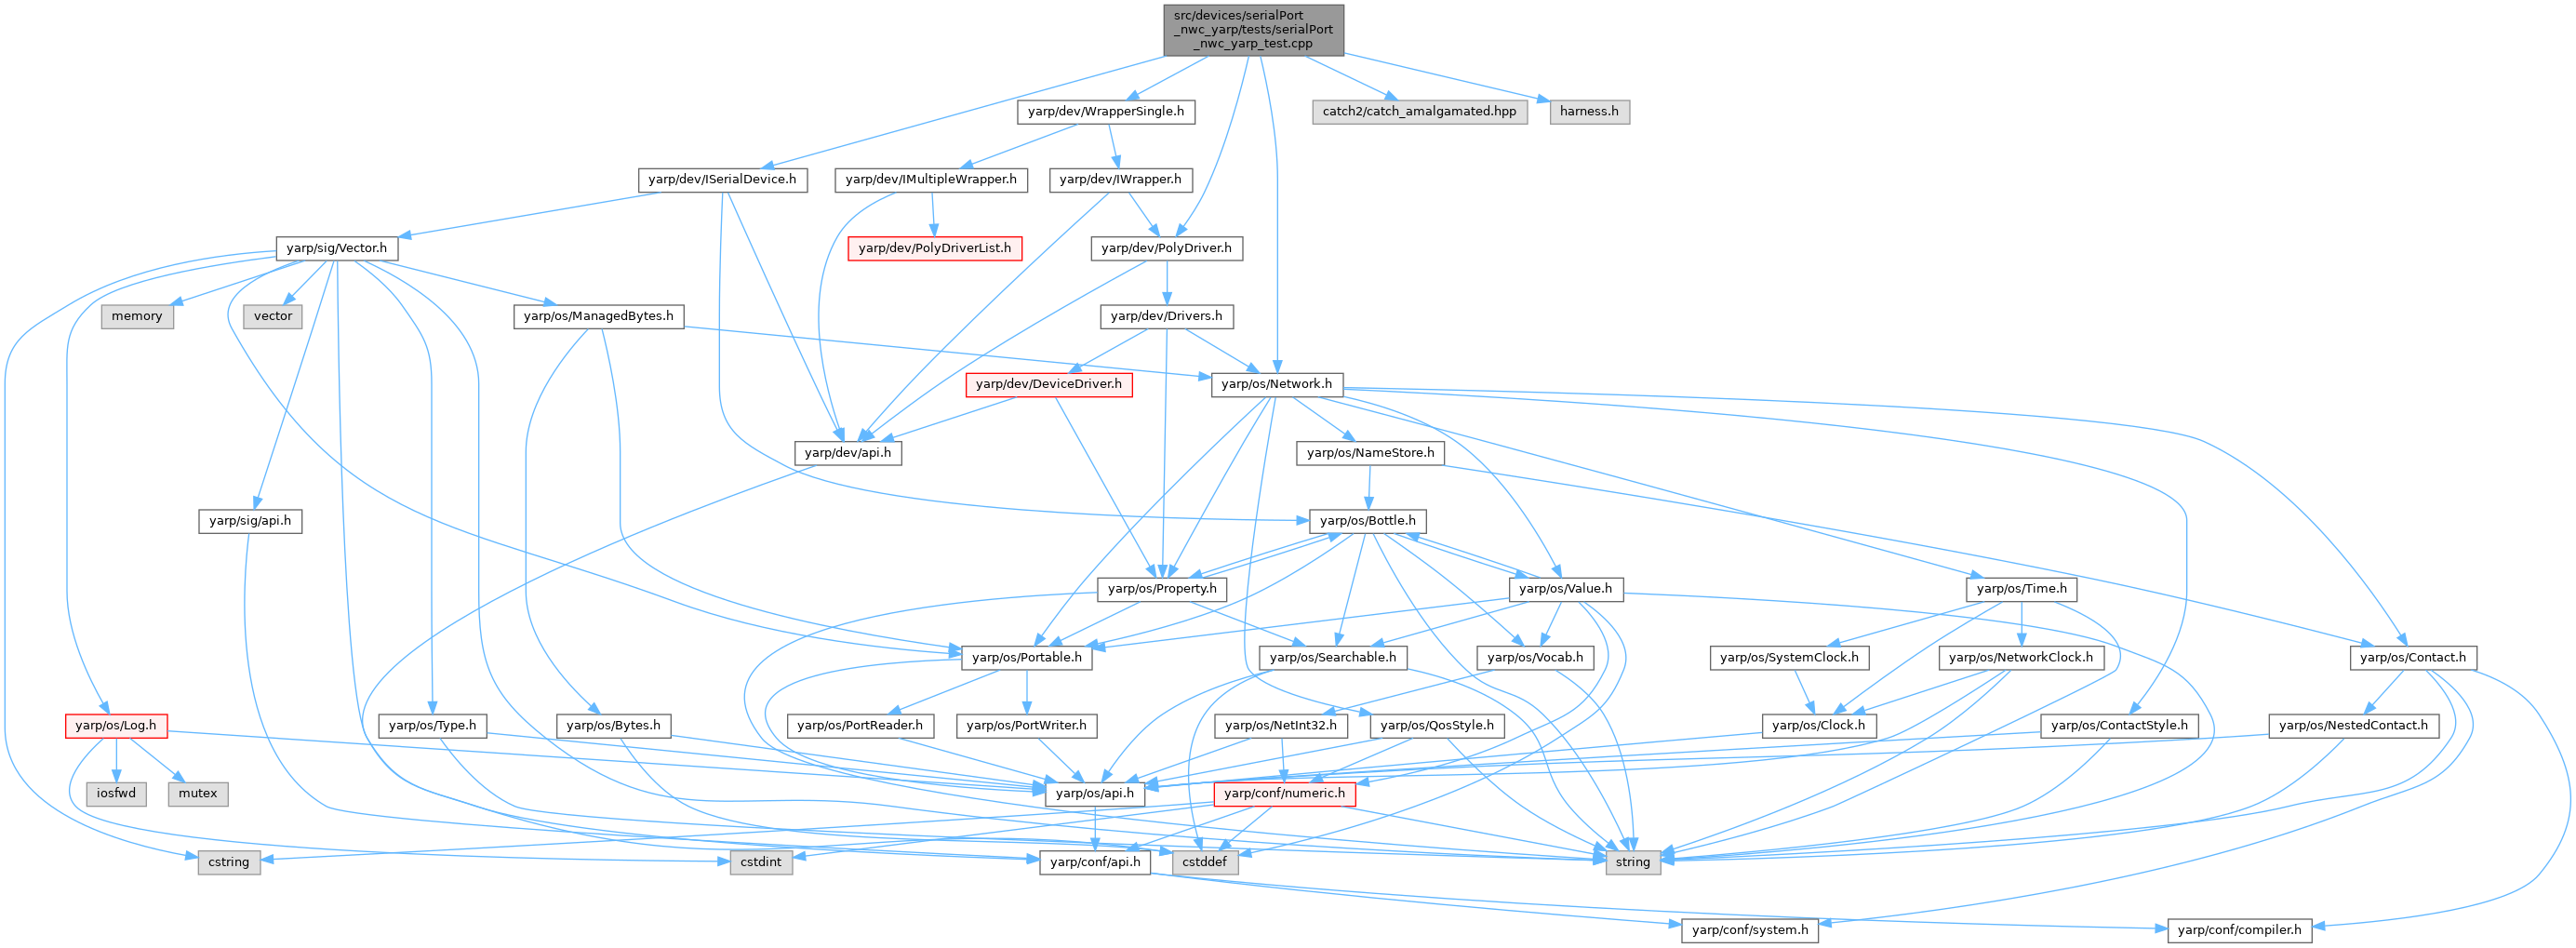 src/devices/serialPort
_nwc_yarp/tests/serialPort
_nwc_yarp_test.cpp
yarp/dev/WrapperSingle.h
catch2/catch_amalgamated.hpp
harness.h
yarp/dev/ISerialDevice.h
yarp/dev/IMultipleWrapper.h
yarp/dev/IWrapper.h
yarp/sig/Vector.h
yarp/dev/PolyDriverList.h
yarp/dev/PolyDriver.h
memory
vector
yarp/os/ManagedBytes.h
yarp/dev/Drivers.h
yarp/dev/DeviceDriver.h
yarp/os/Network.h
yarp/dev/api.h
yarp/os/NameStore.h
yarp/sig/api.h
yarp/os/Bottle.h
yarp/os/Property.h
yarp/os/Value.h
yarp/os/Time.h
yarp/os/Portable.h
yarp/os/Searchable.h
yarp/os/Vocab.h
yarp/os/SystemClock.h
yarp/os/NetworkClock.h
yarp/os/Contact.h
yarp/os/Log.h
yarp/os/Type.h
yarp/os/Bytes.h
yarp/os/PortReader.h
yarp/os/PortWriter.h
yarp/os/NetInt32.h
yarp/os/QosStyle.h
yarp/os/Clock.h
yarp/os/ContactStyle.h
yarp/os/NestedContact.h
iosfwd
mutex
yarp/os/api.h
yarp/conf/numeric.h
cstring
cstdint
yarp/conf/api.h
cstddef
string
yarp/conf/system.h
yarp/conf/compiler.h